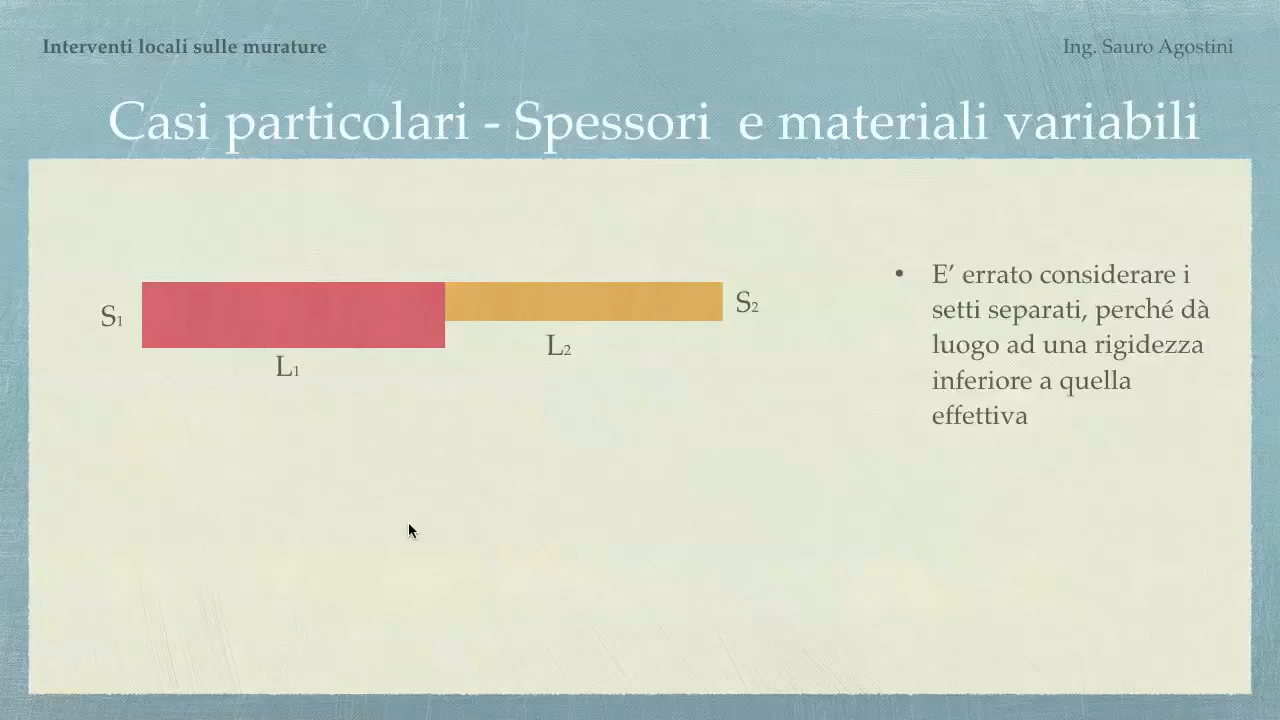 Interventi locali sulle murature
Ing. Sauro Agostini
Casi particolari - Spessori e materiali variabili
S1
S2
L2
L1
• E’ errato considerare i
setti separati, perché dà
luogo ad una rigidezza
inferiore a quella
effettiva